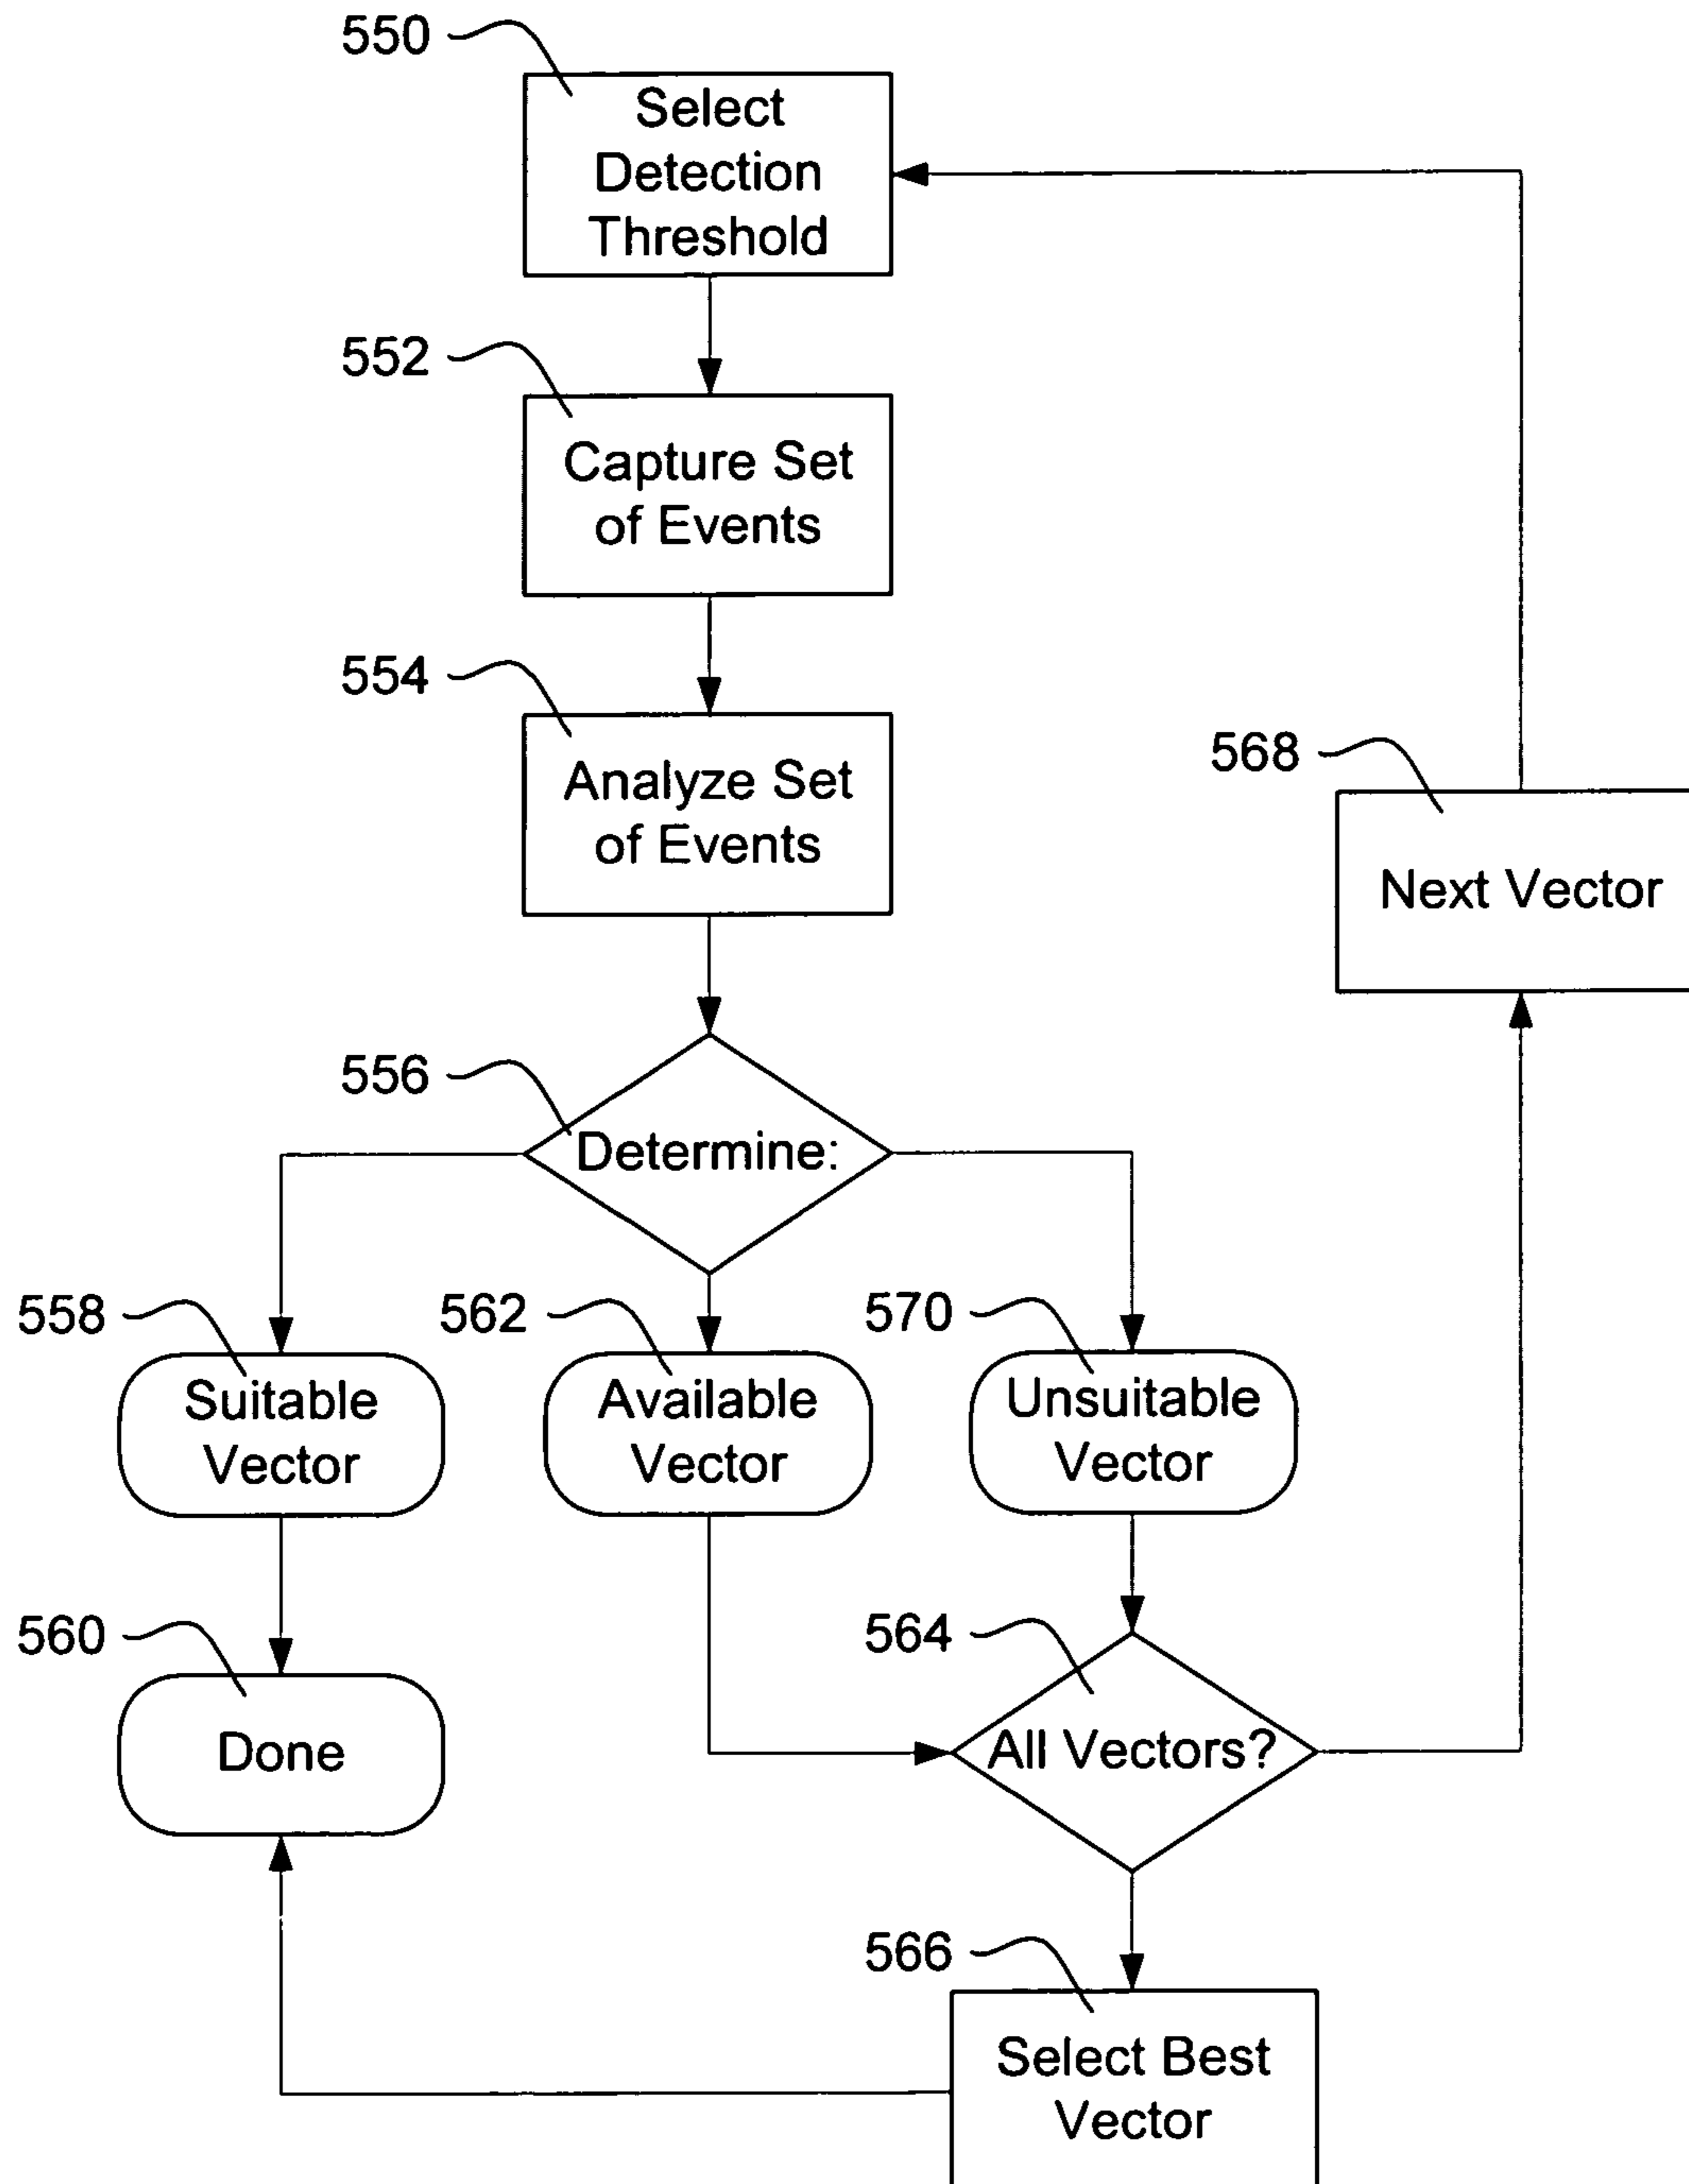 550
Select
Detection
Threshold
552
Capture Set
of Events
554
Analyze Set
of Events
568
Next Vector
556
Determine:
558
Suitable
Vector
562
Available
Vector
570
Unsuitable
Vector
560
Done
564
All Vectors?
566
Select Best
Vector